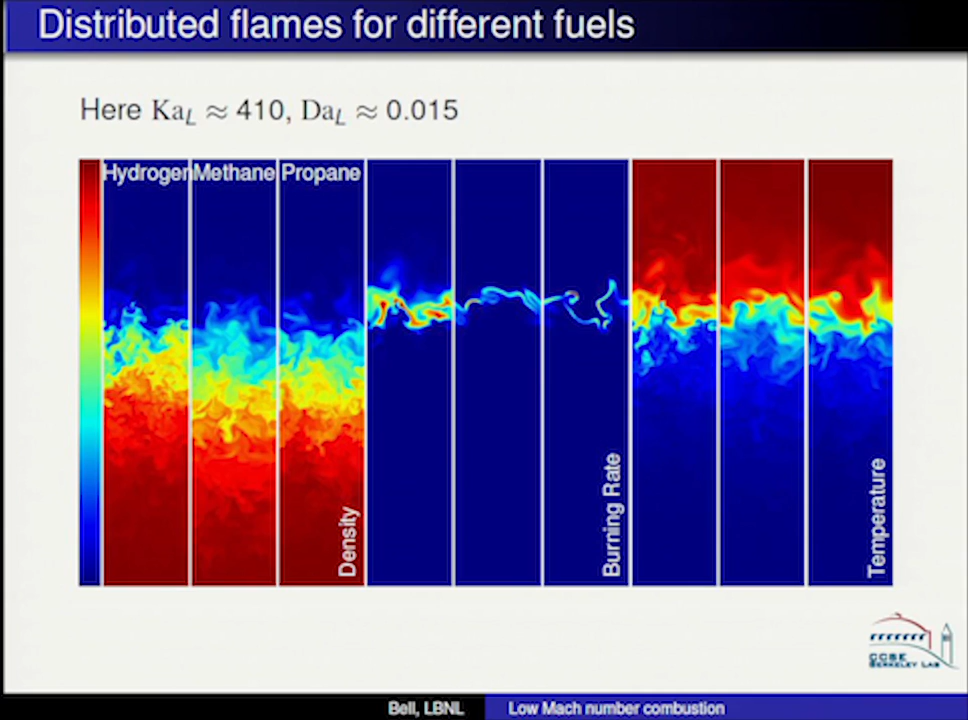 Distributed flames for different fuels
Here Ka_L ≈ 410, Da_L ≈ 0.015
Hydrogen Methane Propane
Density
Burning Rate
Temperature
CCSE
BERKELEY LAB
Bell, LBNL Low Mach number combustion